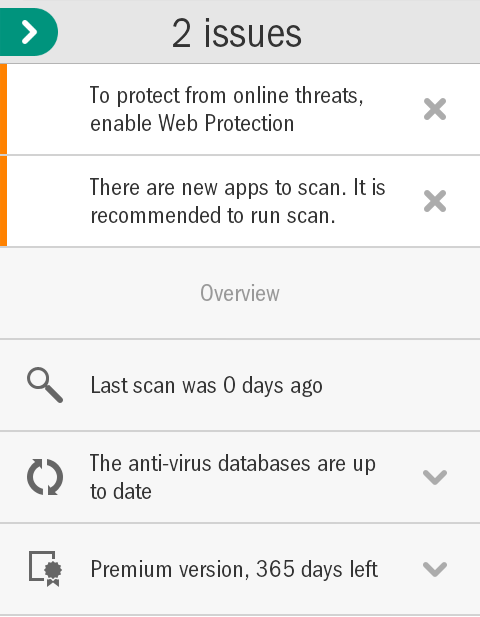 2 issues
To protect from online threats,
enable Web Protection
There are new apps to scan. It is
recommended to run scan.
Overview
Last scan was 0 days ago
The anti-virus databases are up
to date
Premium version, 365 days left